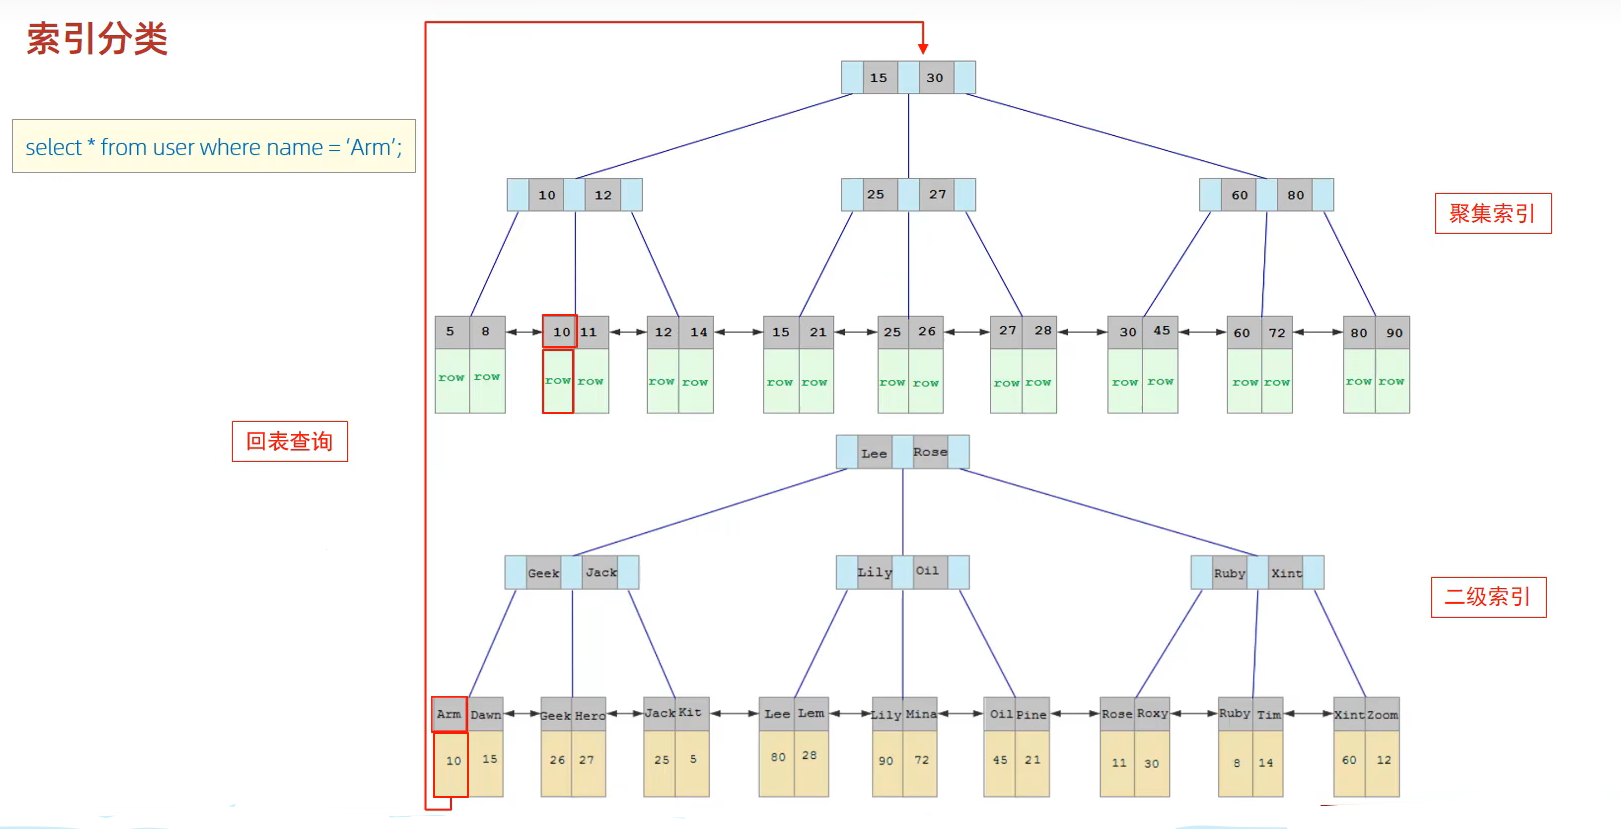 索引分类
select * from user where name = ‘Arm’;
15 30
10 12 25 27 60 80
聚集索引
5 8 10 11 12 14 15 21 25 26 27 28 30 45 60 72 80 90
row row row row row row row row row row row row row row row row row row
回表查询
Lee Rose
Geek Jack Lily Oil Ruby Xint
二级索引
Arm Dawn Geek Hero Jack Kit Lee Lem Lily Mina Oil Pine Rose Roxy Ruby Tim Xint Zoom
10 15 26 27 25 5 80 28 90 72 45 21 11 30 8 14 60 12